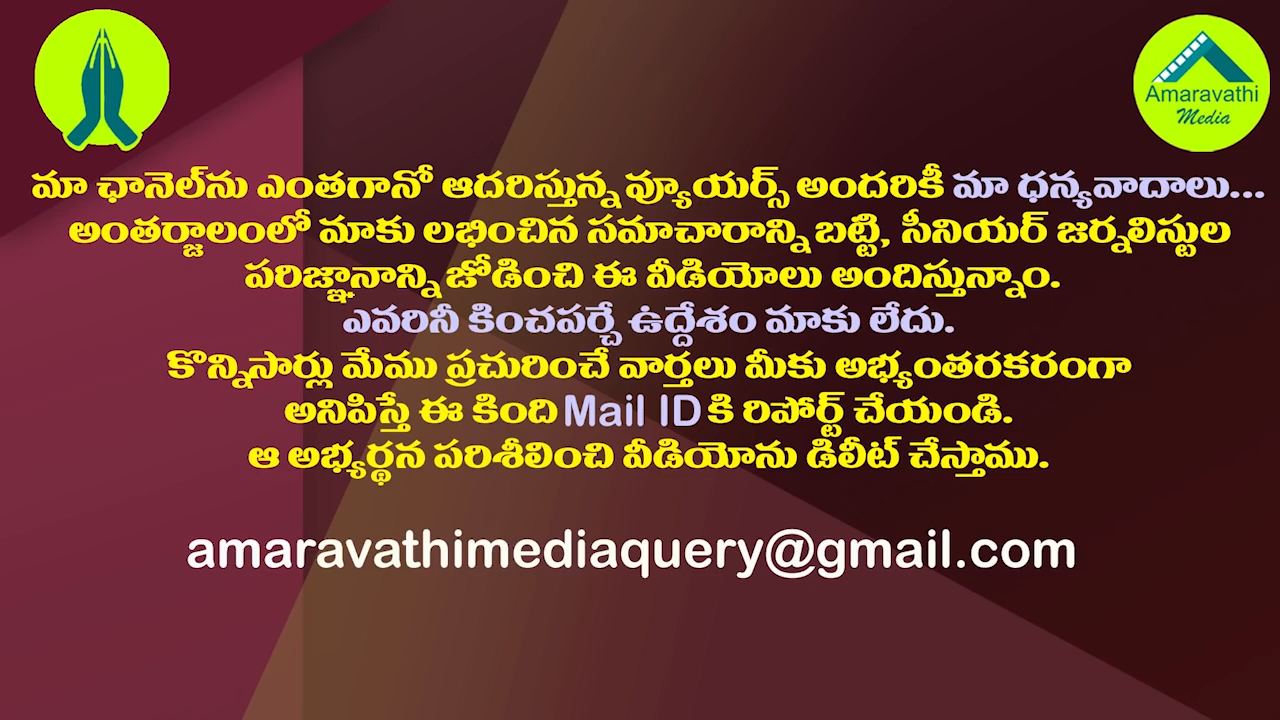 Amaravathi
Media
మా ఛానెల్‌ను ఎంతగానో ఆదరిస్తున్న వ్యూయర్స్ అందరికీ మా ధన్యవాదాలు...
అంతర్జాలంలో మాకు లభించిన సమాచారాన్ని బట్టి, సీనియర్ జర్నలిస్టుల
పరిజ్ఞానాన్ని జోడించి ఈ వీడియోలు అందిస్తున్నాం.
ఎవరినీ కించపర్చే ఉద్దేశం మాకు లేదు.
కొన్నిసార్లు మేము ప్రచురించే వార్తలు మీకు అభ్యంతరకరంగా
అనిపిస్తే ఈ కింది Mail ID కి రిపోర్ట్ చేయండి.
ఆ అభ్యర్థన పరిశీలించి వీడియోను డిలీట్ చేస్తాము.
amaravathimediaquery@gmail.com